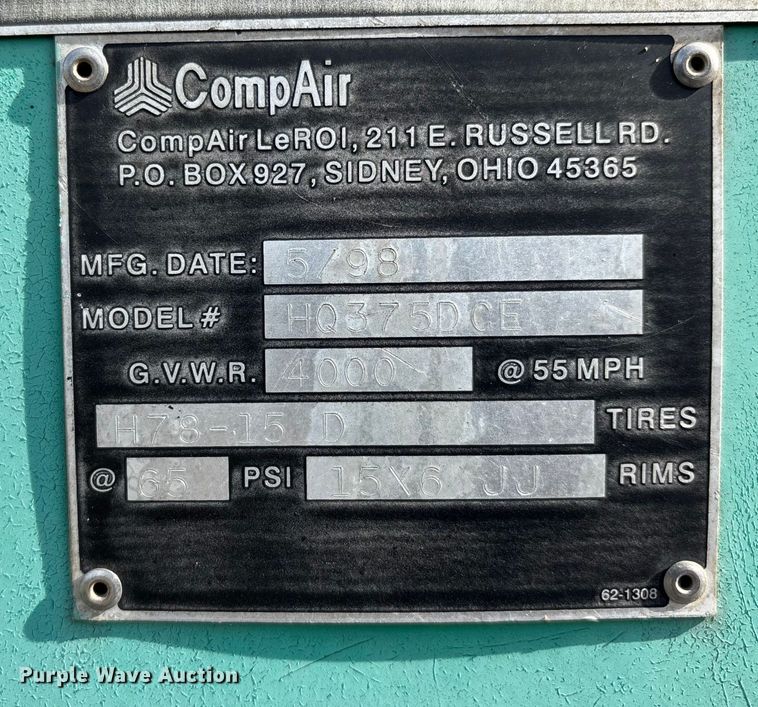 CompAir
CompAir LeROI, 211 E. RUSSELL RD.
P.O. BOX 927, SIDNEY, OHIO 45365
MFG. DATE: 5/98
MODEL # HQ375DCE
G.V.W.R. 4000 @ 55 MPH
H78-15 D TIRES
@ 65 PSI 15X6 JJ RIMS
62-1308
Purple Wave Auction